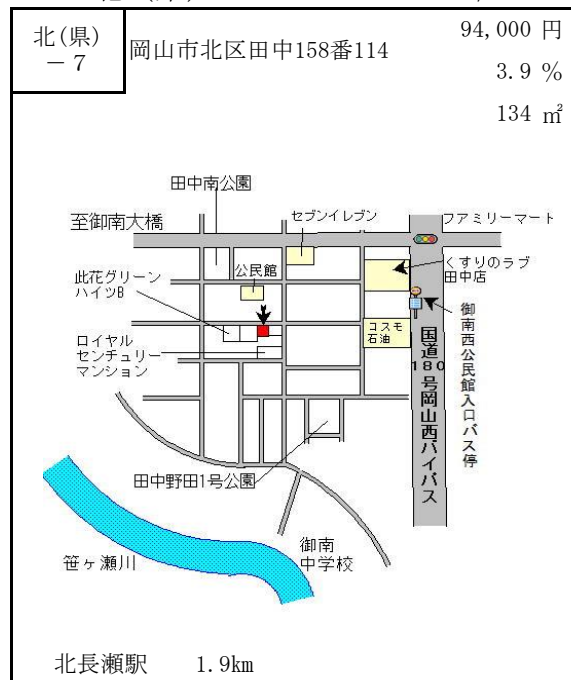 北(県)
－7
岡山市北区田中158番114
94,000 円
3.9 %
134 ㎡
田中南公園
至御南大橋
セブンイレブン
フアミリーマート
此花グリーン
ハイツB
公民館
くすりのラブ
田中店
ロイヤル
センチュリー
マンション
コスモ
石油
国道180号岡山西バイパス
御南西公民館入口バス停
田中野田1号公園
笹ヶ瀬川
御南
中学校
北長瀬駅 1.9km